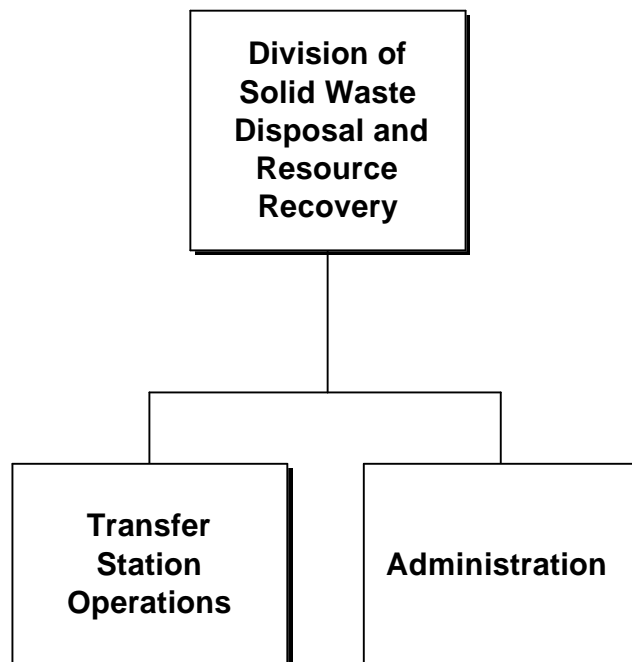 Division of
Solid Waste
Disposal and
Resource
Recovery
Transfer
Station
Operations
Administration